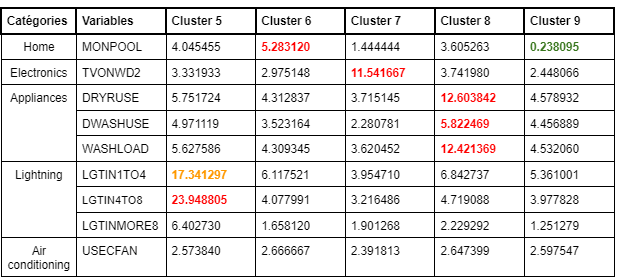 Catégories Variables Cluster 5 Cluster 6 Cluster 7 Cluster 8 Cluster 9
Home MONPOOL 4.045455 5.283120 1.444444 3.605263 0.238095
Electronics TVONWD2 3.331933 2.975148 11.541667 3.741980 2.448066
Appliances DRYRUSE 5.751724 4.312837 3.715145 12.603842 4.578932
DWASHUSE 4.971119 3.523164 2.280781 5.822469 4.456889
WASHLOAD 5.627586 4.309345 3.620452 12.421369 4.532060
Lightning LGTIN1TO4 17.341297 6.117521 3.954710 6.842737 5.361001
LGTIN4TO8 23.948805 4.077991 3.216486 4.719088 3.977828
LGTINMORE8 6.402730 1.658120 1.901268 2.229292 1.251279
Air USECFAN 2.573840 2.666667 2.391813 2.647399 2.597547
conditioning